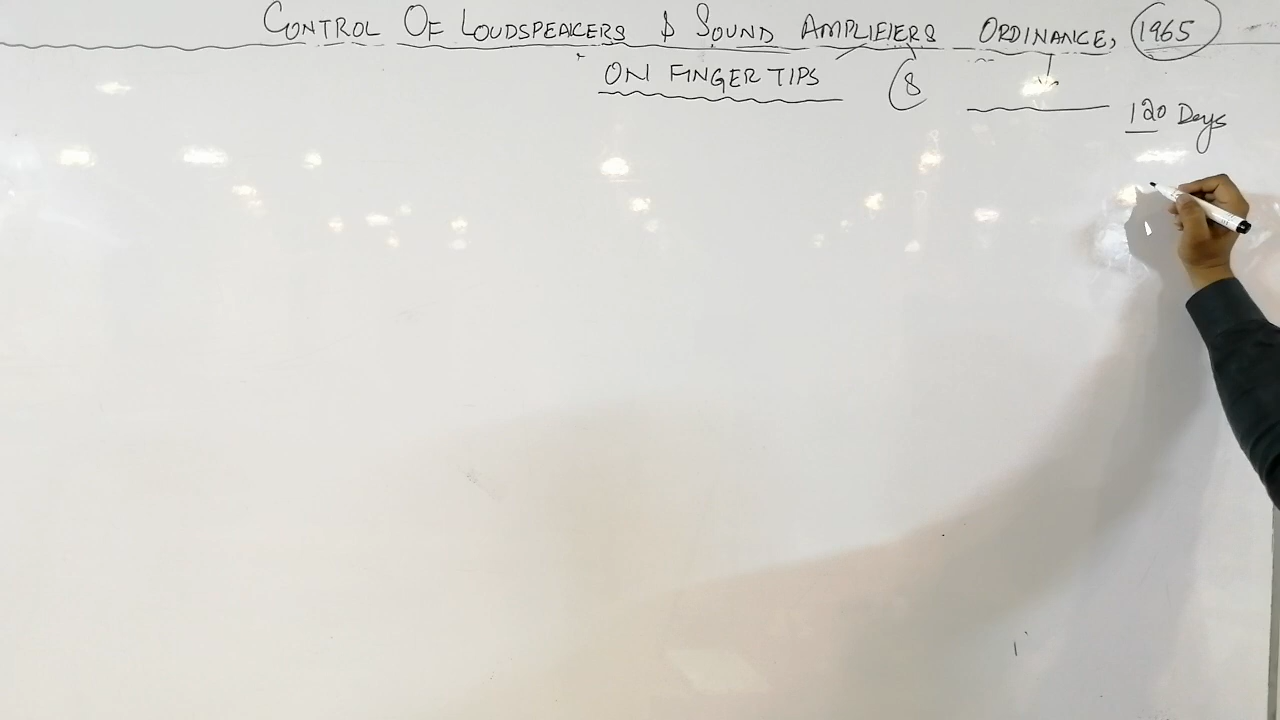 CONTROL OF LOUDSPEAKERS & SOUND AMPLIFIERS ORDINANCE, 1965
ON FINGER TIPS 8
120 Days